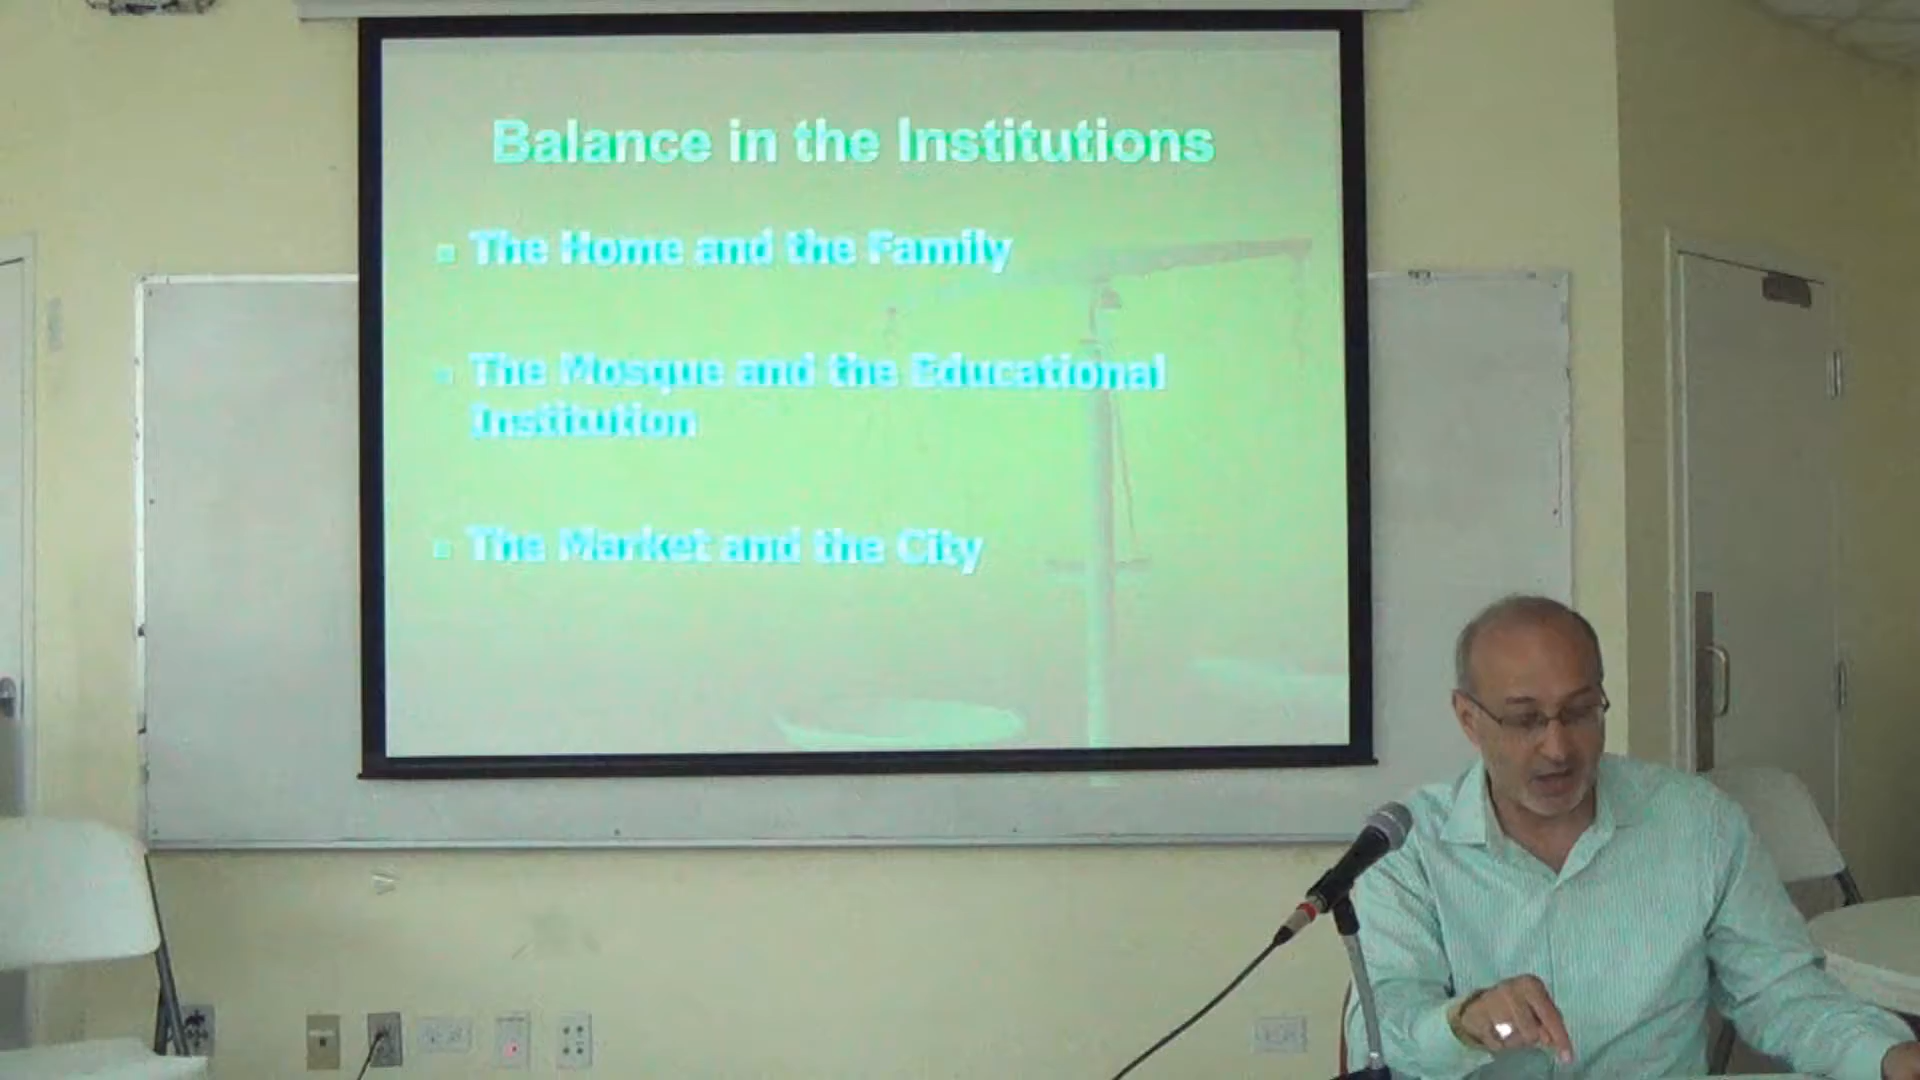 Balance in the Institutions
The Home and the Family
The Mosque and the Educational
Institution
The Market and the City